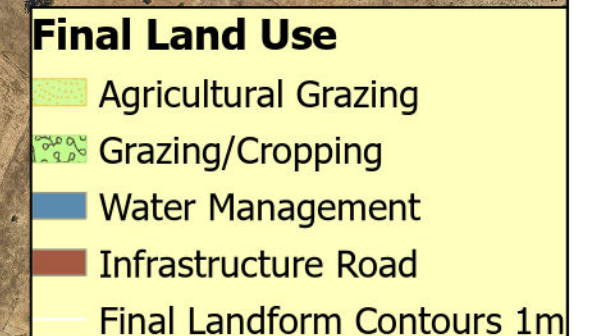 Final Land Use
Agricultural Grazing
Grazing/Cropping
Water Management
Infrastructure Road
Final Landform Contours 1m